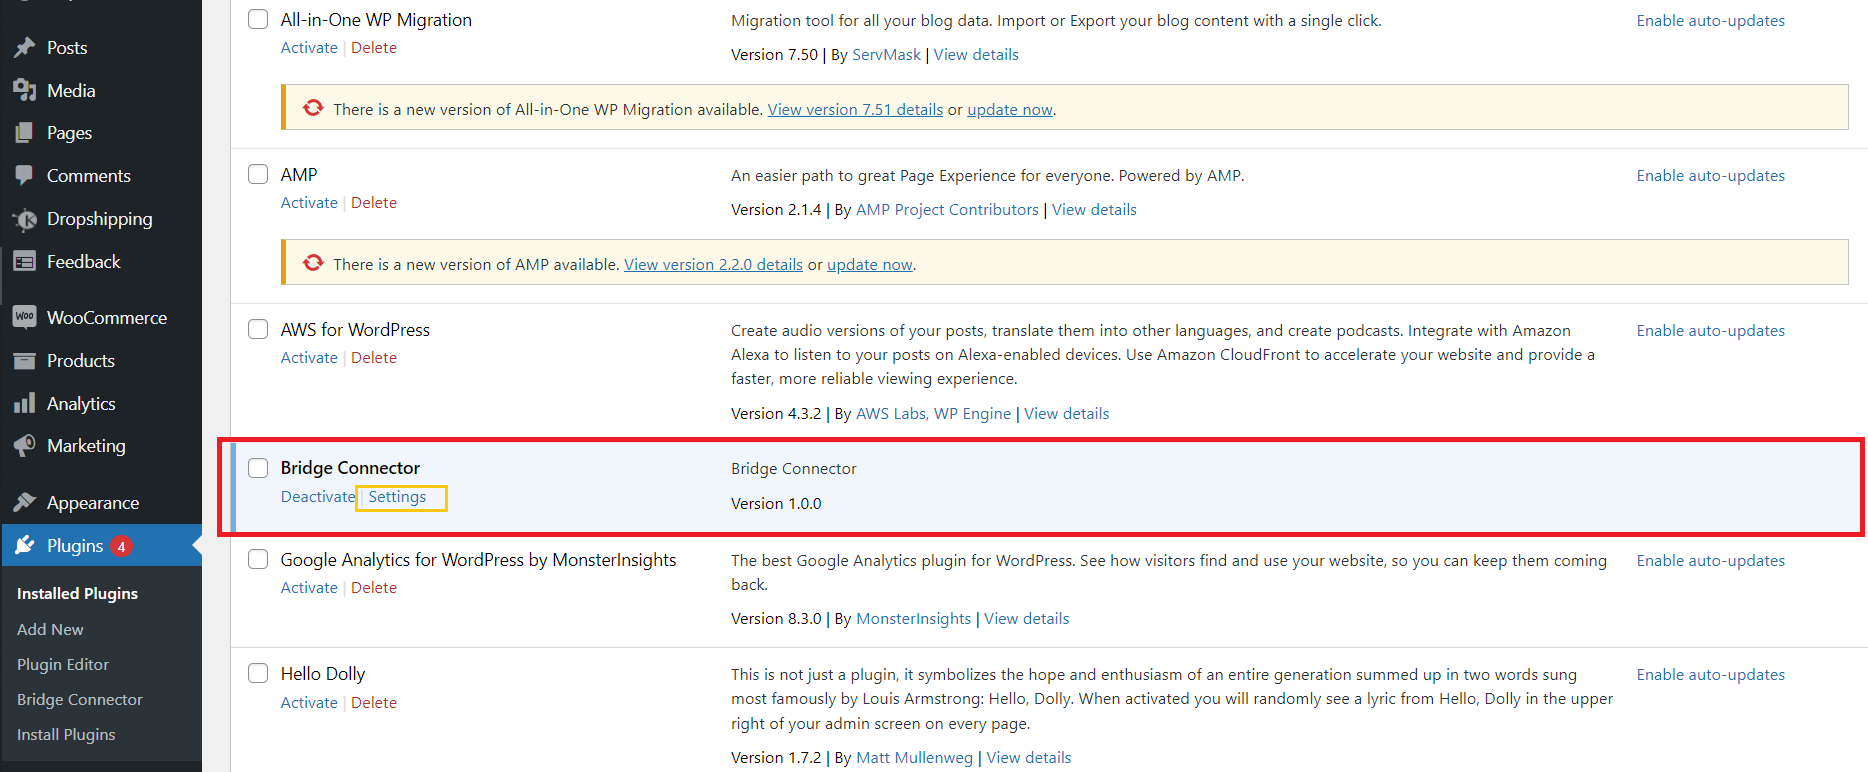 Posts
Media
Pages
Comments
Dropshipping
Feedback
WooCommerce
Products
Analytics
Marketing
Appearance
Plugins 4
Installed Plugins
Add New
Plugin Editor
Bridge Connector
Install Plugins
All-in-One WP Migration
Activate | Delete
Migration tool for all your blog data. Import or Export your blog content with a single click.
Version 7.50 | By ServMask | View details
Enable auto-updates
There is a new version of All-in-One WP Migration available. View version 7.51 details or update now.
AMP
Activate | Delete
An easier path to great Page Experience for everyone. Powered by AMP.
Version 2.1.4 | By AMP Project Contributors | View details
Enable auto-updates
There is a new version of AMP available. View version 2.2.0 details or update now.
AWS for WordPress
Activate | Delete
Create audio versions of your posts, translate them into other languages, and create podcasts. Integrate with Amazon
Alexa to listen to your posts on Alexa-enabled devices. Use Amazon CloudFront to accelerate your website and provide a
faster, more reliable viewing experience.
Version 4.3.2 | By AWS Labs, WP Engine | View details
Enable auto-updates
Bridge Connector
Deactivate | Settings
Bridge Connector
Version 1.0.0
Google Analytics for WordPress by MonsterInsights
Activate | Delete
The best Google Analytics plugin for WordPress. See how visitors find and use your website, so you can keep them coming
back.
Version 8.3.0 | By MonsterInsights | View details
Enable auto-updates
Hello Dolly
Activate | Delete
This is not just a plugin, it symbolizes the hope and enthusiasm of an entire generation summed up in two words sung
most famously by Louis Armstrong: Hello, Dolly. When activated you will randomly see a lyric from Hello, Dolly in the upper
right of your admin screen on every page.
Version 1.7.2 | By Matt Mullenweg | View details
Enable auto-updates